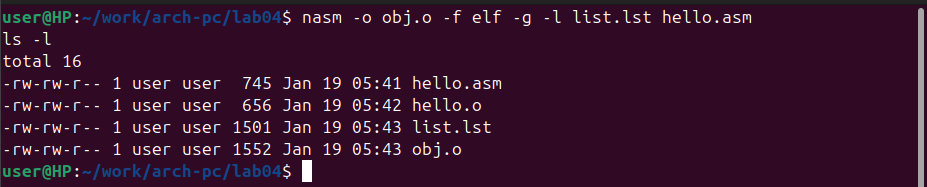 user@HP:~/work/arch-pc/lab04$ nasm -o obj.o -f elf -g -l list.lst hello.asm
ls -l
total 16
-rw-rw-r-- 1 user user  745 Jan 19 05:41 hello.asm
-rw-rw-r-- 1 user user  656 Jan 19 05:42 hello.o
-rw-rw-r-- 1 user user 1501 Jan 19 05:43 list.lst
-rw-rw-r-- 1 user user 1552 Jan 19 05:43 obj.o
user@HP:~/work/arch-pc/lab04$